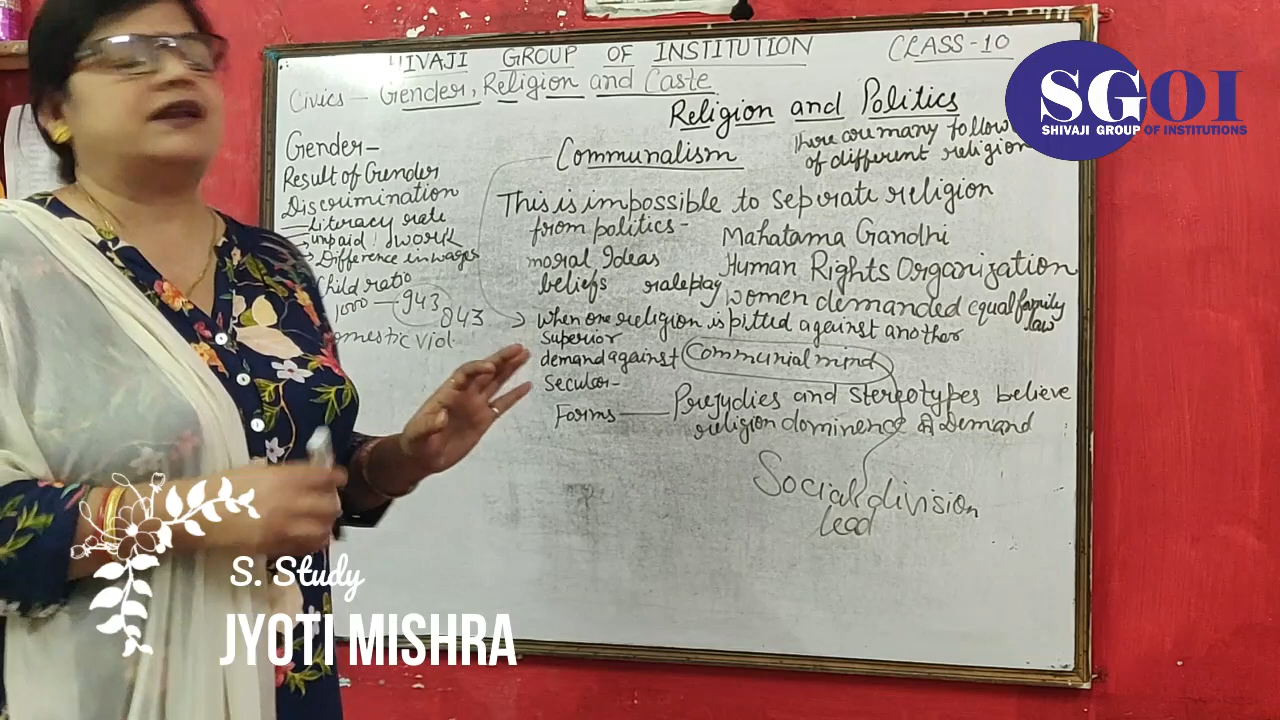 HIVAJI GROUP OF INSTITUTION CLASS-10
Civics - Gender, Religion and Caste
SGOI
SHIVAJI GROUP OF INSTITUTIONS
Religion and Politics
there are many follow
of different religion
Gender-
Result of Gender
Discrimination
literacy rate
unpaid work
Difference in wages
Child ratio
1000 - 943
843
omestic viol.
Communalism
This is impossible to seperate religion
from politics -
moral Ideas
beliefs roleplay
Mahatama Gandhi
Human Rights Organization
women demanded equal family
law
when one religion is pitted against another
superior
demand against communial mind
Secular-
Forms - Prejudies and stereotypes believe
religion dominence & Demand
Social division
lead
S. Study
JYOTI MISHRA